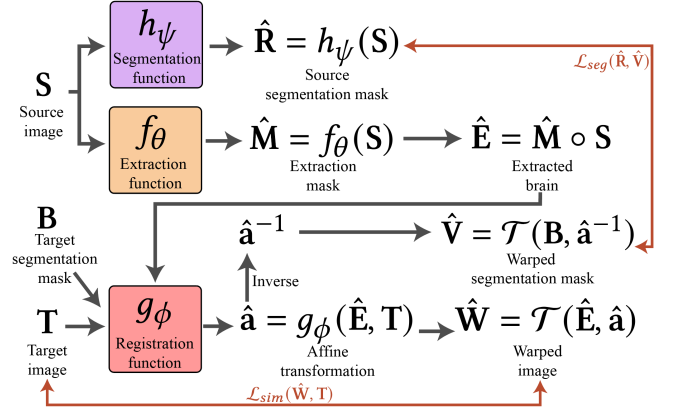 S
Source
image
h_ψ
Segmentation
function
R̂ = h_ψ(S)
Source
segmentation mask
ℒ_seg(R̂, V̂)
f_θ
Extraction
function
M̂ = f_θ(S)
Extraction
mask
Ê = M̂ ∘ S
Extracted
brain
B
Target
segmentation
mask
â⁻¹
V̂ = 𝒯(B, â⁻¹)
Warped
segmentation mask
Inverse
T
Target
image
g_ϕ
Registration
function
â = g_ϕ(Ê, T)
Affine
transformation
Ŵ = 𝒯(Ê, â)
Warped
image
ℒ_sim(Ŵ, T)